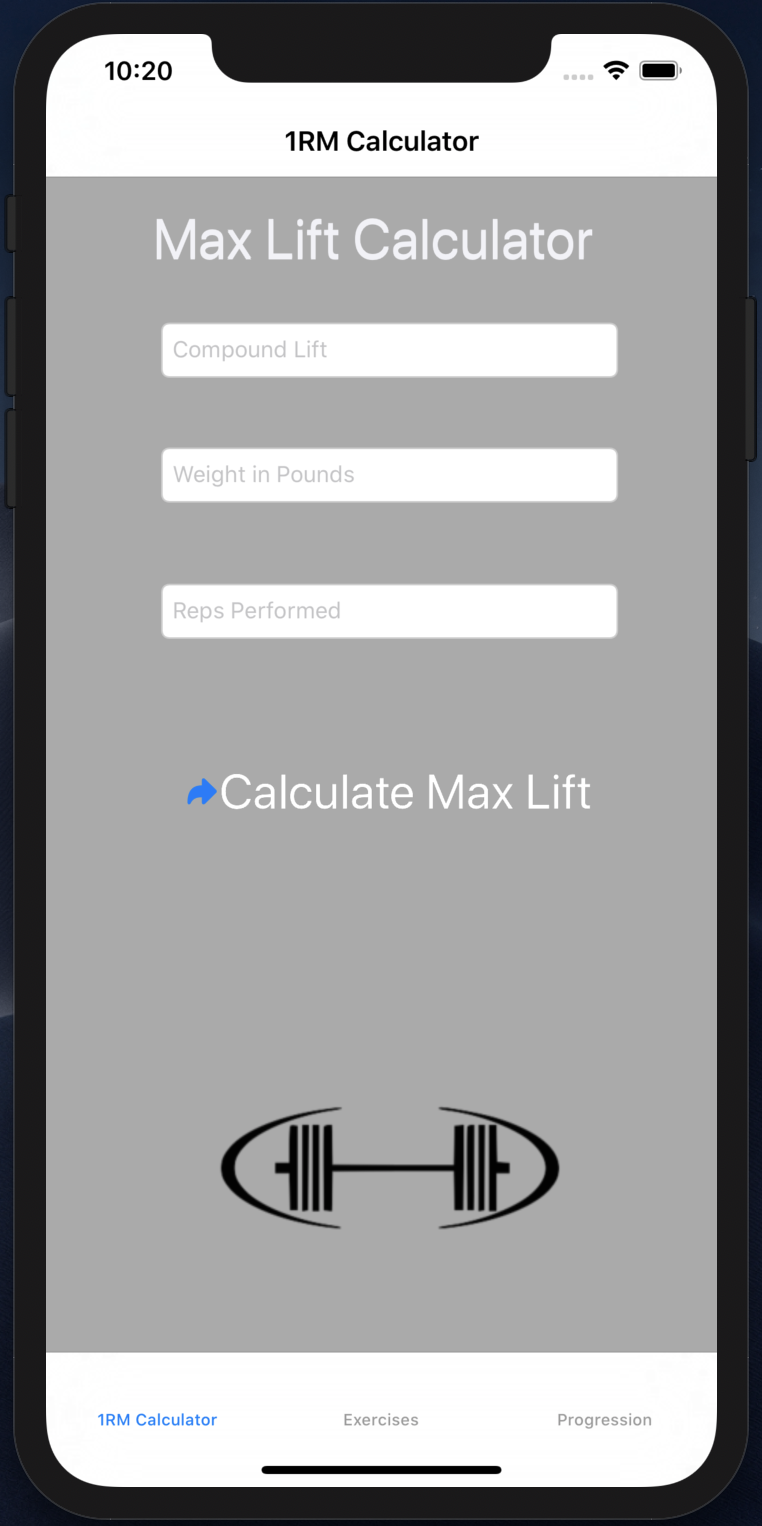 10:20
1RM Calculator
Max Lift Calculator
Compound Lift
Weight in Pounds
Reps Performed
Calculate Max Lift
1RM Calculator
Exercises
Progression